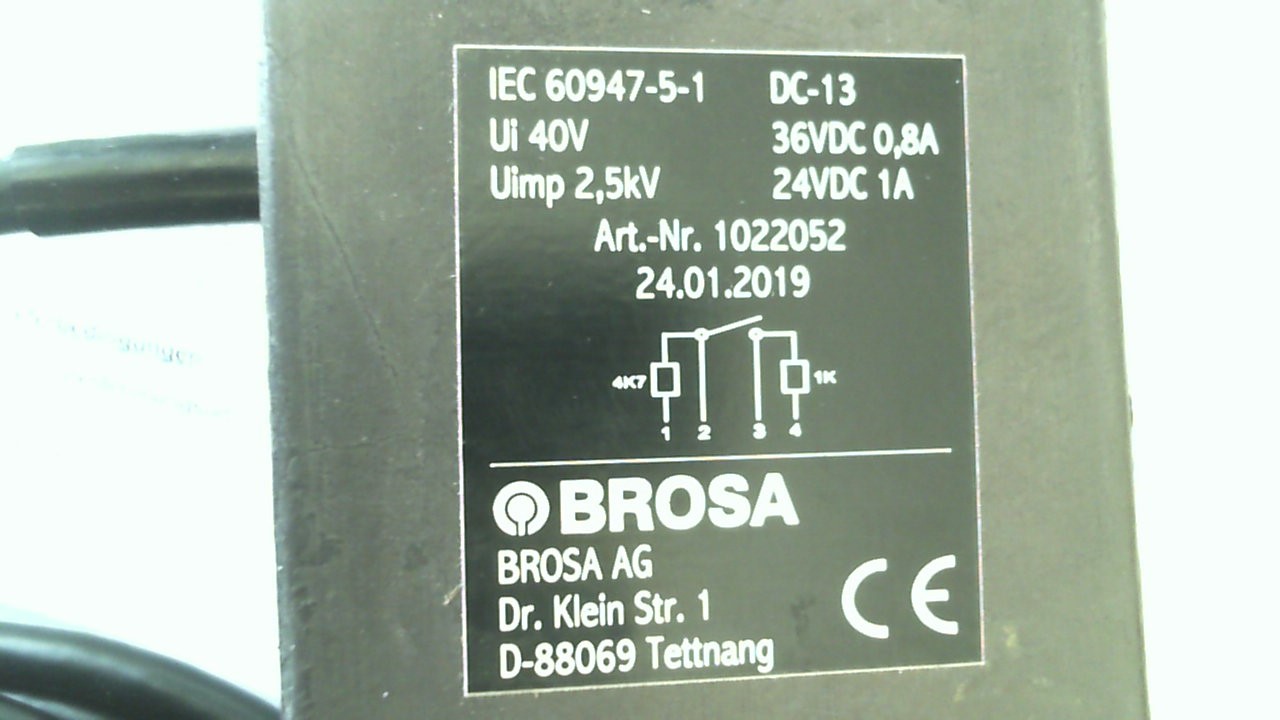 IEC 60947-5-1 DC-13
Ui 40V 36VDC 0,8A
Uimp 2,5kV 24VDC 1A
Art.-Nr. 1022052
24.01.2019
4K7 1K
1 2 3 4
BROSA
BROSA AG
Dr. Klein Str. 1
D-88069 Tettnang
CE